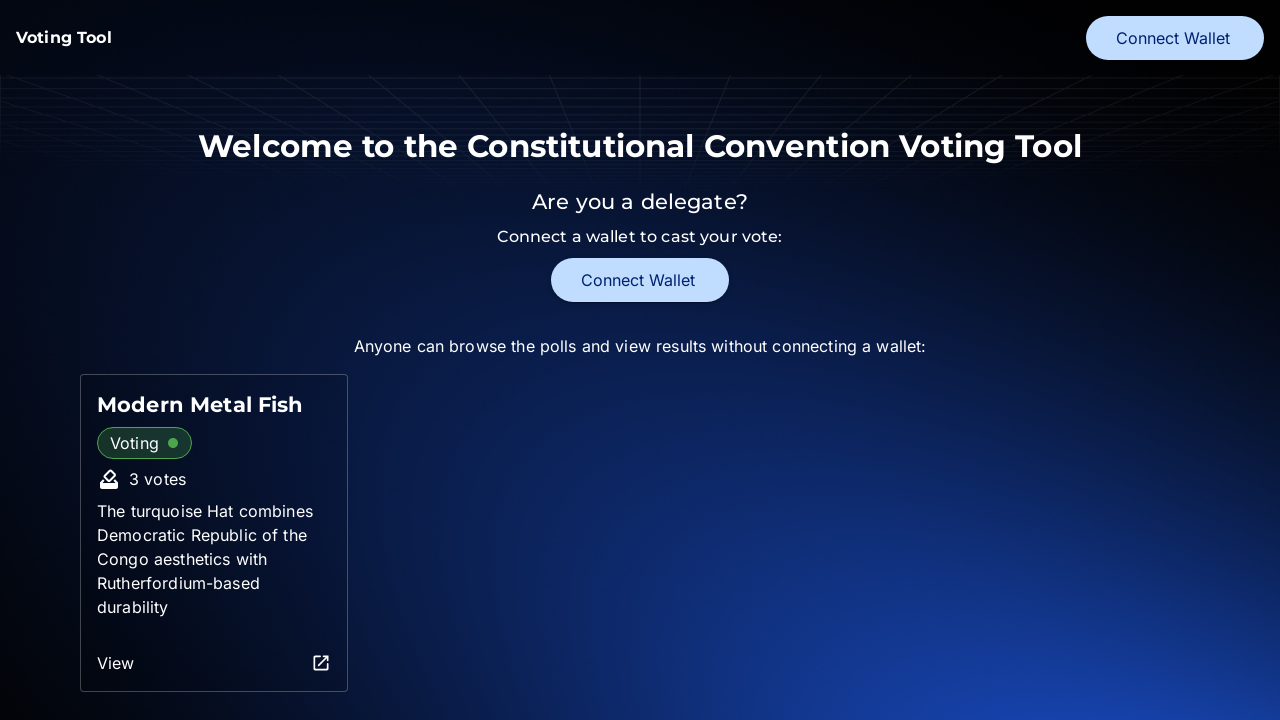 Voting Tool
Connect Wallet
Welcome to the Constitutional Convention Voting Tool
Are you a delegate?
Connect a wallet to cast your vote:
Connect Wallet
Anyone can browse the polls and view results without connecting a wallet:
Modern Metal Fish
Voting
3 votes
The turquoise Hat combines
Democratic Republic of the
Congo aesthetics with
Rutherfordium-based
durability
View